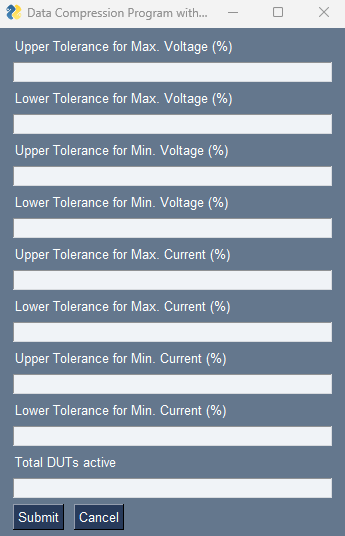 Data Compression Program with...
Upper Tolerance for Max. Voltage (%)
Lower Tolerance for Max. Voltage (%)
Upper Tolerance for Min. Voltage (%)
Lower Tolerance for Min. Voltage (%)
Upper Tolerance for Max. Current (%)
Lower Tolerance for Max. Current (%)
Upper Tolerance for Min. Current (%)
Lower Tolerance for Min. Current (%)
Total DUTs active
Submit Cancel